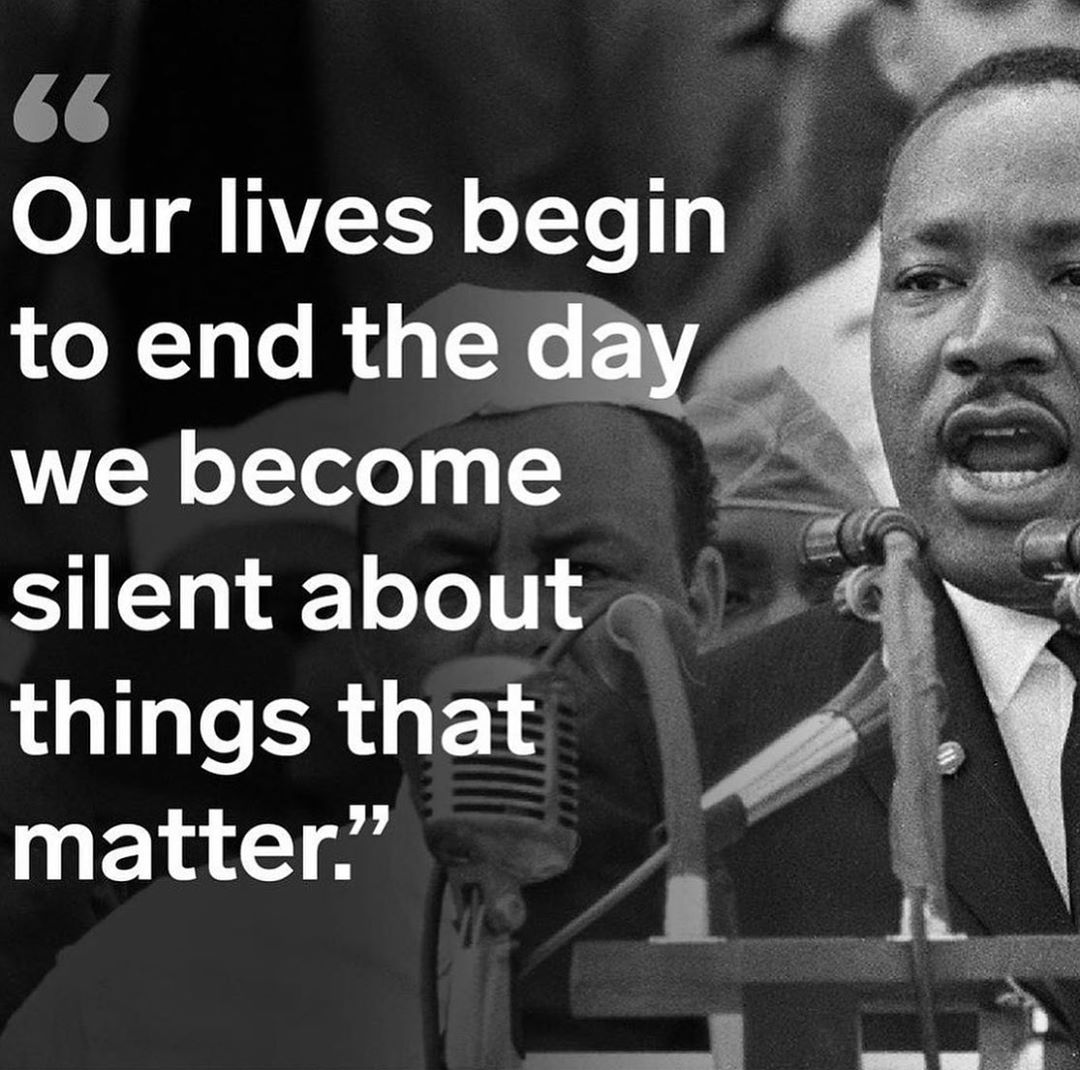 “
Our lives begin
to end the day
we become
silent about
things that
matter.”